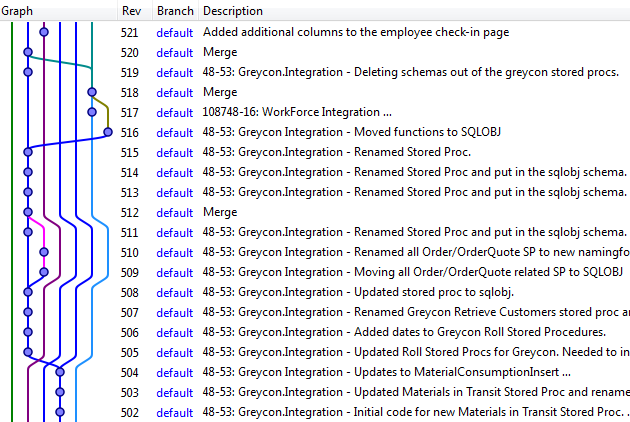 Graph Rev Branch Description
521 default Added additional columns to the employee check-in page
520 default Merge
519 default 48-53: Greycon.Integration - Deleting schemas out of the greycon stored procs.
518 default Merge
517 default 108748-16: WorkForce Integration ...
516 default 48-53: Greycon Integration - Moved functions to SQLOBJ
515 default 48-53: Greycon.Integration - Renamed Stored Proc.
514 default 48-53: Greycon.Integration - Renamed Stored Proc and put in the sqlobj schema.
513 default 48-53: Greycon.Integration - Renamed Stored Proc and put in the sqlobj schema.
512 default Merge
511 default 48-53: Greycon.Integration - Renamed Stored Proc and put in the sqlobj schema.
510 default 48-53: Greycon Integration - Renamed all Order/OrderQuote SP to new namingfo
509 default 48-53: Greycon Integration - Moving all Order/OrderQuote related SP to SQLOBJ
508 default 48-53: Greycon.Integration - Updated stored proc to sqlobj.
507 default 48-53: Greycon.Integration - Renamed Greycon Retrieve Customers stored proc an
506 default 48-53: Greycon.Integration - Added dates to Greycon Roll Stored Procedures.
505 default 48-53: Greycon.Integration - Updated Roll Stored Procs for Greycon. Needed to in
504 default 48-53: Greycon.Integration - Updates to MaterialConsumptionInsert ...
503 default 48-53: Greycon.Integration - Updated Materials in Transit Stored Proc and rename
502 default 48-53: Greycon.Integration - Initial code for new Materials in Transit Stored Proc. .